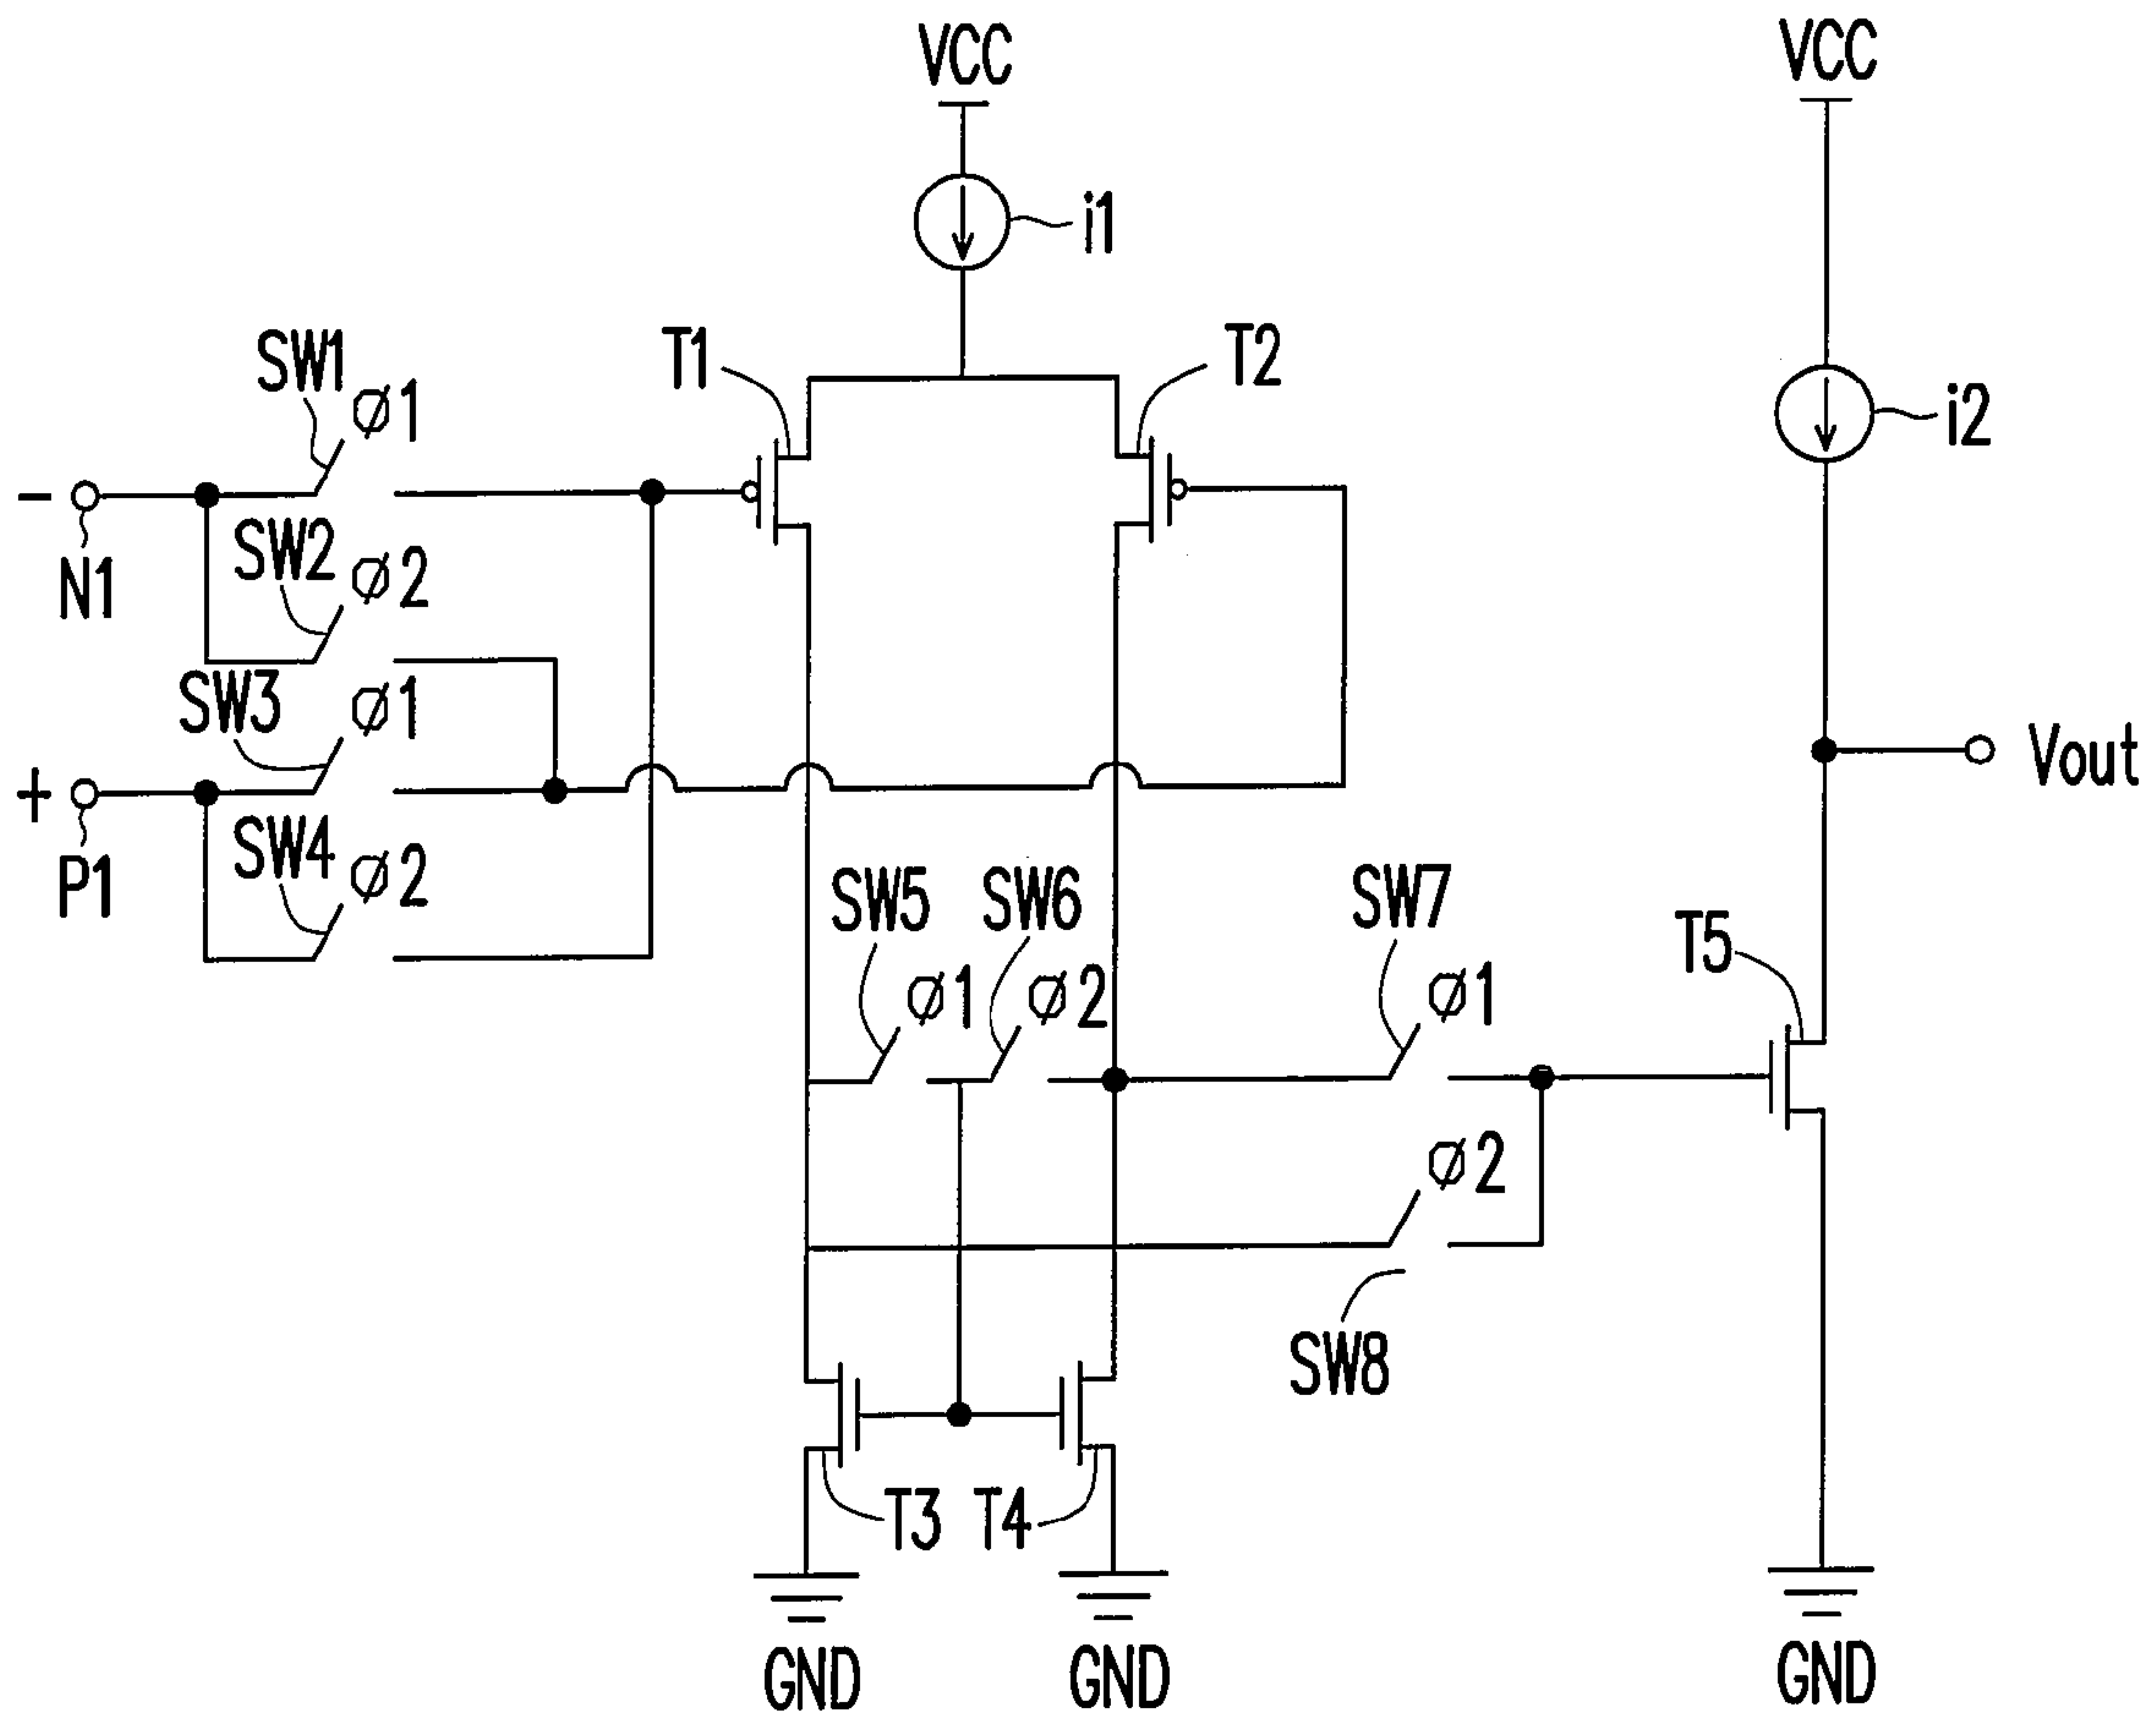 VCC
VCC
i1
T1
T2
i2
SW1
ø1
-
N1
SW2
ø2
SW3
ø1
+
P1
SW4
ø2
Vout
SW5
ø1
SW6
ø2
SW7
ø1
T5
ø2
SW8
T3
T4
GND
GND
GND